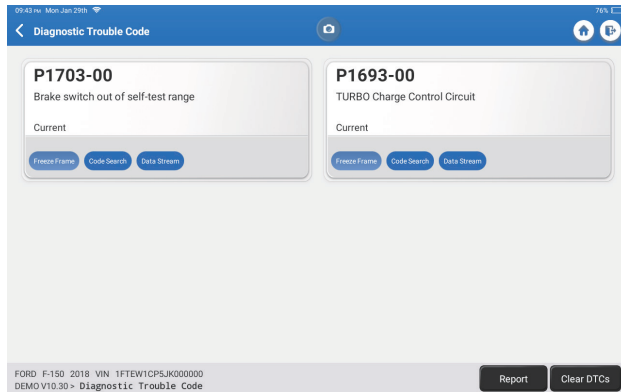 09:43 PM Mon Jan 29th
76%
Diagnostic Trouble Code
P1703-00
Brake switch out of self-test range
Current
Freeze Frame Code Search Data Stream
P1693-00
TURBO Charge Control Circuit
Current
Freeze Frame Code Search Data Stream
FORD F-150 2018 VIN 1FTEW1CP5JK000000
DEMO V10.30 > Diagnostic Trouble Code
Report
Clear DTCs